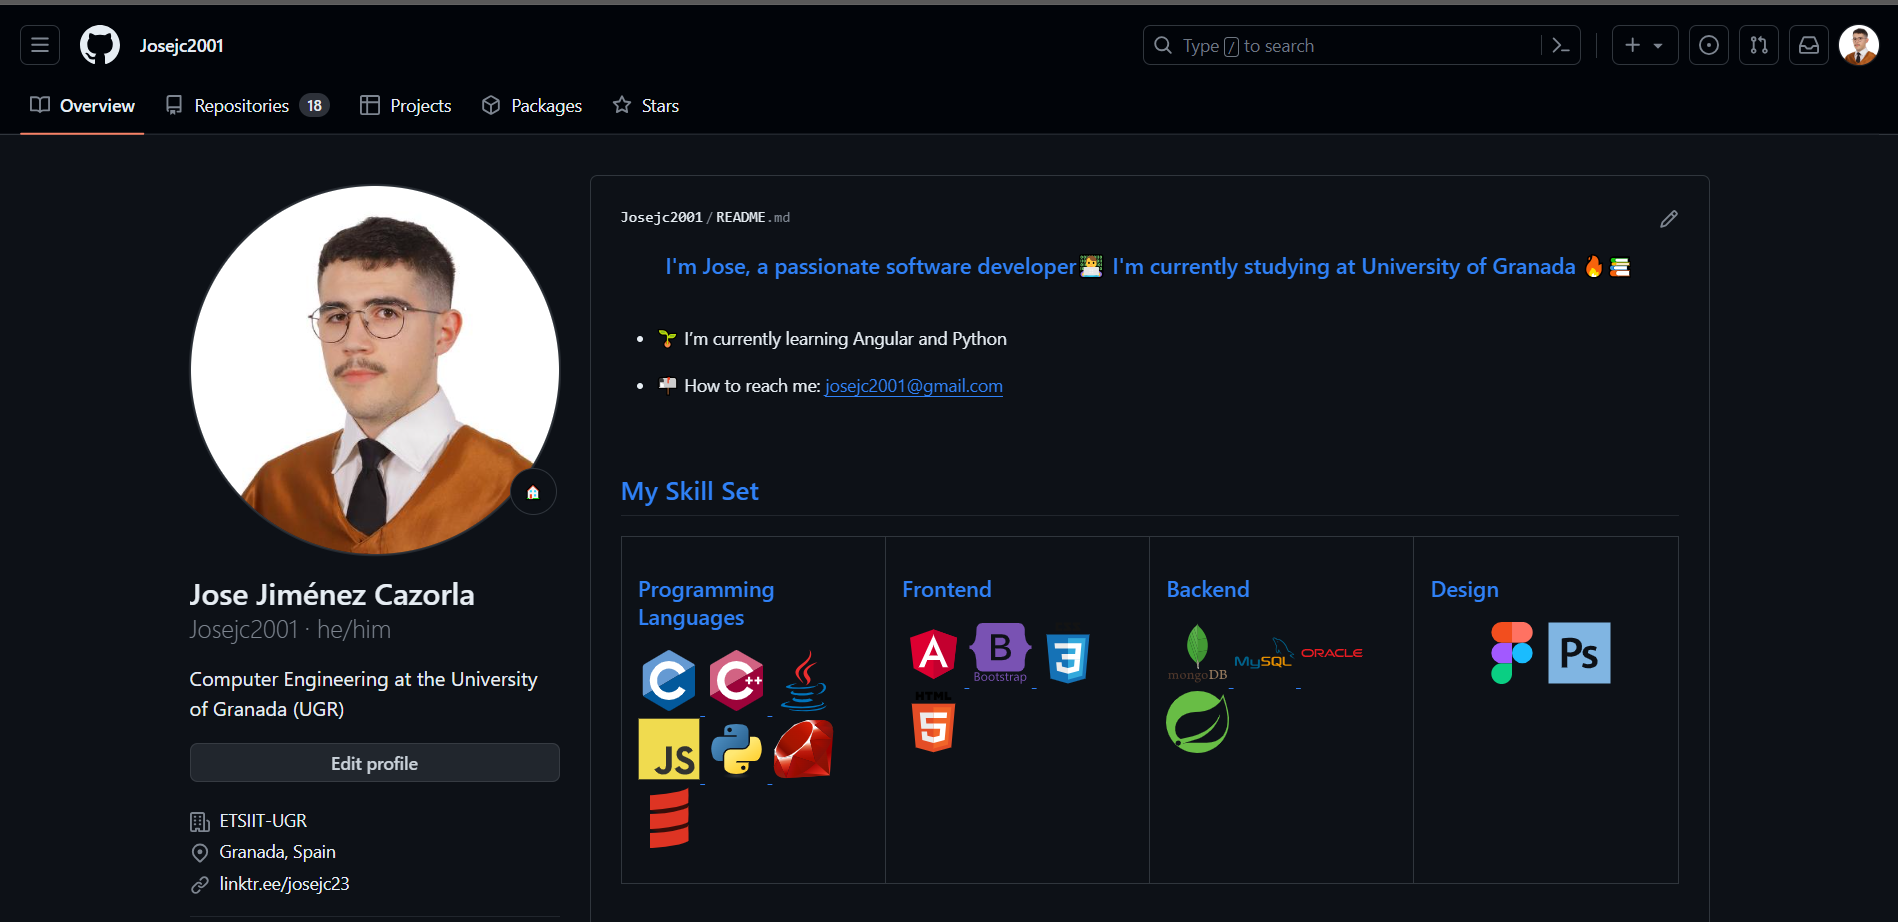 Josejc2001
Type / to search
Overview
Repositories 18
Projects
Packages
Stars
Josejc2001 / README.md
I'm Jose, a passionate software developer👨‍💻 I'm currently studying at University of Granada 🔥📚
🌱 I’m currently learning Angular and Python
📫 How to reach me: josejc2001@gmail.com
My Skill Set
Programming
Languages
C
C++
Java
JS
Frontend
A
B
Bootstrap
CSS
3
HTML
5
Backend
mongoDB
MySQL
ORACLE
Design
Ps
Jose Jiménez Cazorla
Josejc2001 · he/him
Computer Engineering at the University
of Granada (UGR)
Edit profile
ETSIIT-UGR
Granada, Spain
linktr.ee/josejc23